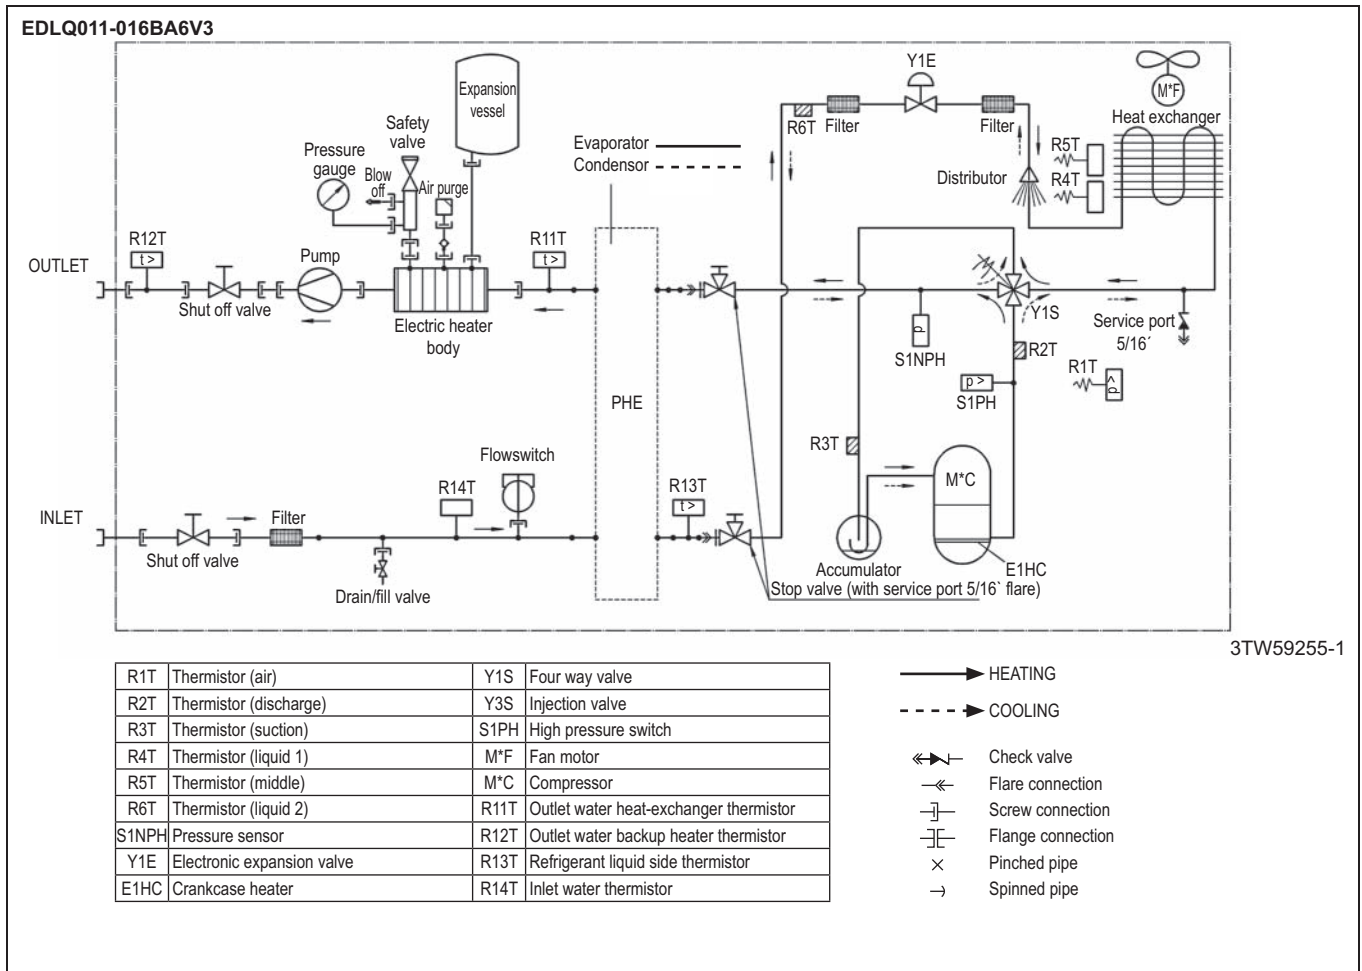 EDLQ011-016BA6V3
Expansion
vessel
Safety
valve
Pressure
gauge
Blow
off
Air purge
Evaporator
Condensor
Y1E
R6T
Filter
Filter
M*F
Heat exchanger
R5T
R4T
Distributor
R12T
t >
OUTLET
Pump
Shut off valve
Electric heater
body
R11T
t >
Y1S
Service port
5/16´
p
S1NPH
R2T
R1T
p >
p >
S1PH
PHE
R3T
Flowswitch
R14T
R13T
t >
M*C
INLET
Filter
Shut off valve
Drain/fill valve
Accumulator
E1HC
Stop valve (with service port 5/16` flare)
3TW59255-1
R1T Thermistor (air) Y1S Four way valve
R2T Thermistor (discharge) Y3S Injection valve
R3T Thermistor (suction) S1PH High pressure switch
R4T Thermistor (liquid 1) M*F Fan motor
R5T Thermistor (middle) M*C Compressor
R6T Thermistor (liquid 2) R11T Outlet water heat-exchanger thermistor
S1NPH Pressure sensor R12T Outlet water backup heater thermistor
Y1E Electronic expansion valve R13T Refrigerant liquid side thermistor
E1HC Crankcase heater R14T Inlet water thermistor
HEATING
COOLING
Check valve
Flare connection
Screw connection
Flange connection
Pinched pipe
Spinned pipe